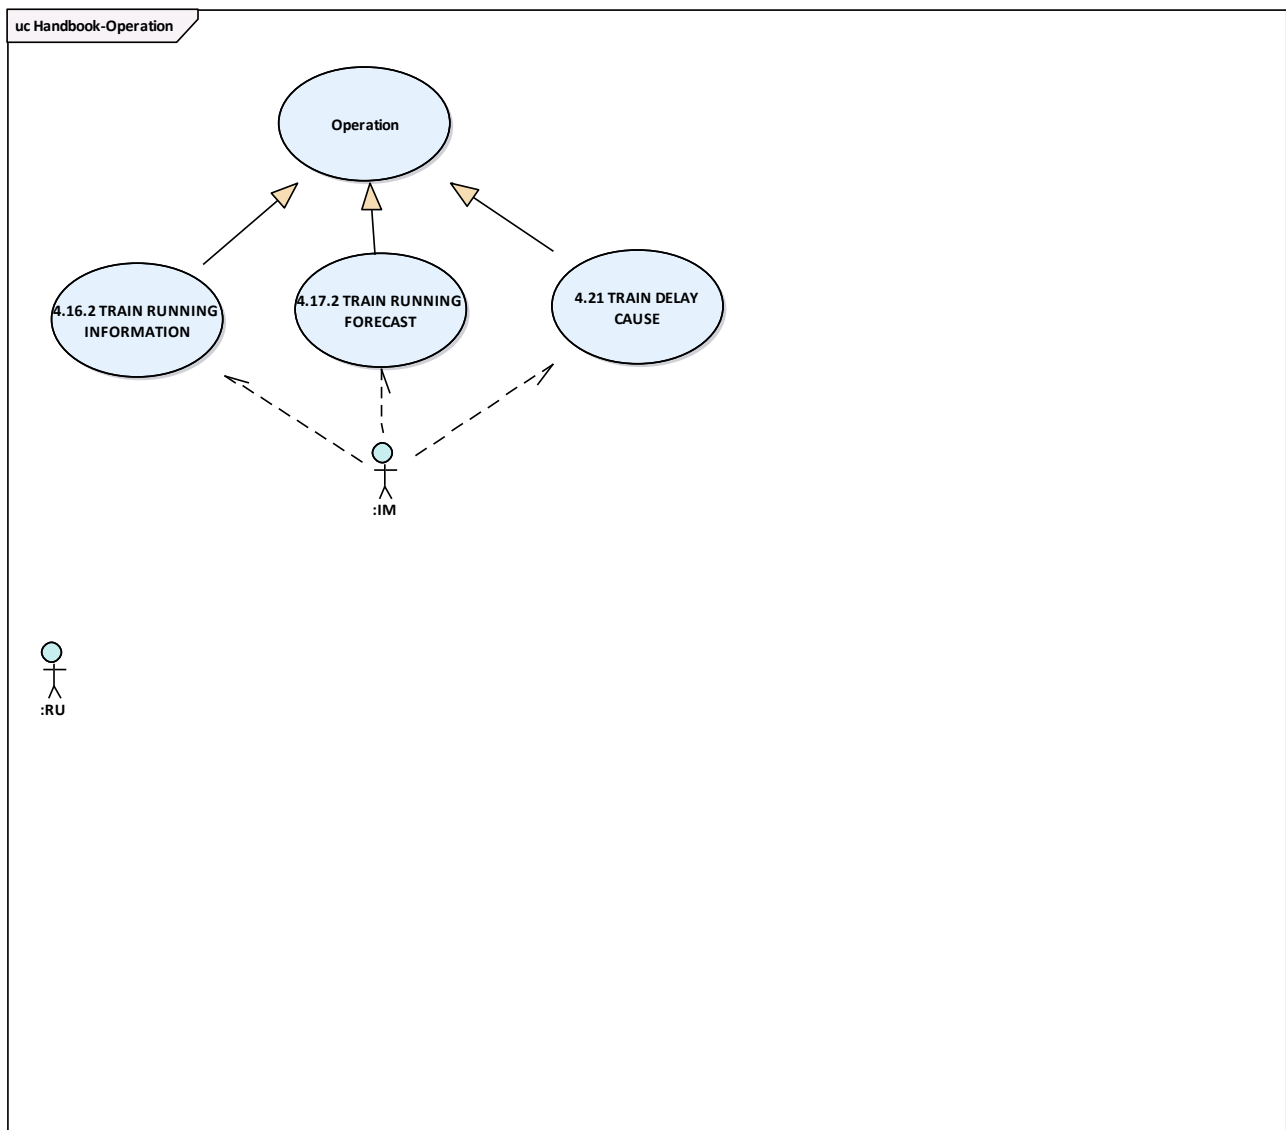 uc Handbook-Operation
Operation
4.16.2 TRAIN RUNNING
INFORMATION
4.17.2 TRAIN RUNNING
FORECAST
4.21 TRAIN DELAY
CAUSE
:IM
:RU